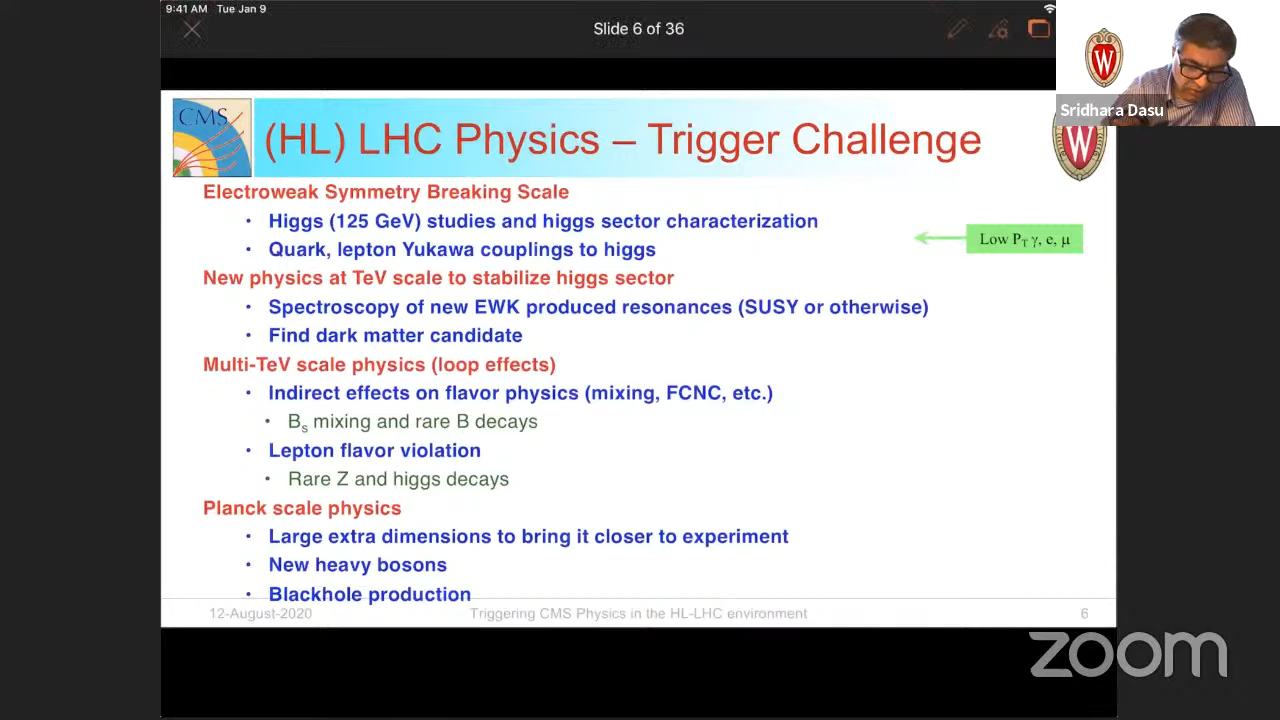 9:41 AM Tue Jan 9
Slide 6 of 36
W
Sridhara Dasu
CMS
(HL) LHC Physics – Trigger Challenge
W
Electroweak Symmetry Breaking Scale
• Higgs (125 GeV) studies and higgs sector characterization
Low PT γ, e, μ
• Quark, lepton Yukawa couplings to higgs
New physics at TeV scale to stabilize higgs sector
• Spectroscopy of new EWK produced resonances (SUSY or otherwise)
• Find dark matter candidate
Multi-TeV scale physics (loop effects)
• Indirect effects on flavor physics (mixing, FCNC, etc.)
• Bs mixing and rare B decays
• Lepton flavor violation
• Rare Z and higgs decays
Planck scale physics
• Large extra dimensions to bring it closer to experiment
• New heavy bosons
• Blackhole production
12-August-2020 Triggering CMS Physics in the HL-LHC environment 6
zoom